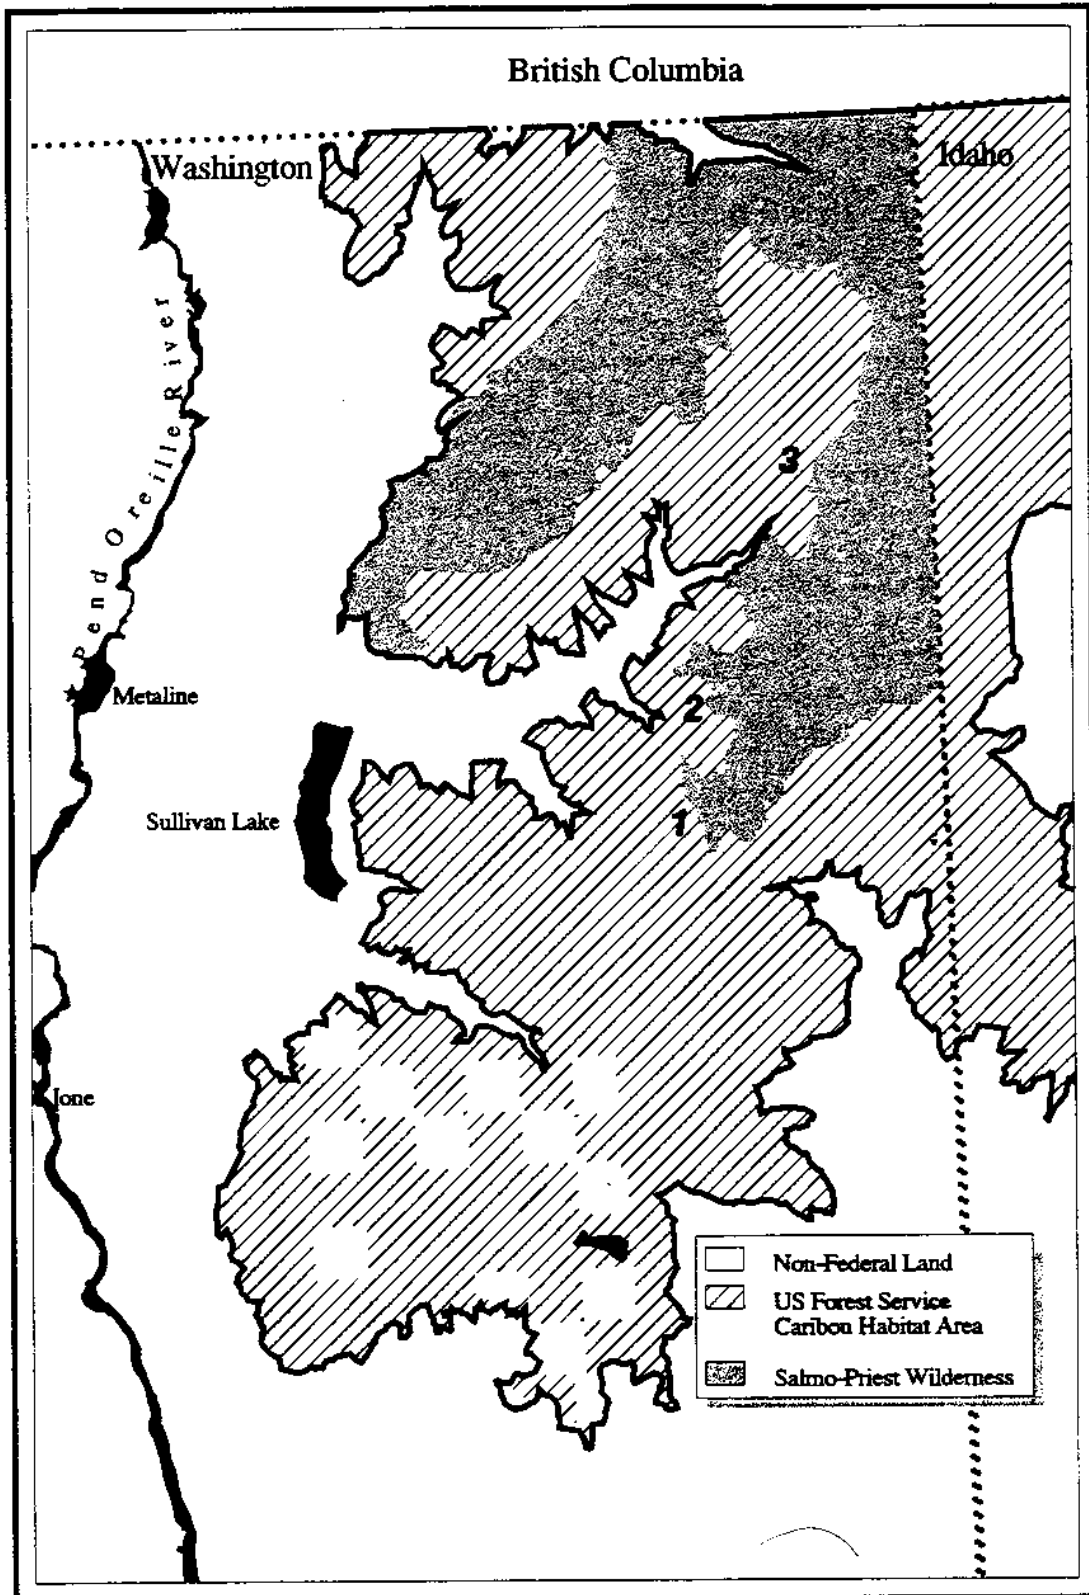 British Columbia
Washington
Idaho
Pend Oreille River
3
Metaline
2
Sullivan Lake
1
Ione
Non-Federal Land
US Forest Service
Caribou Habitat Area
Salmo-Priest Wilderness